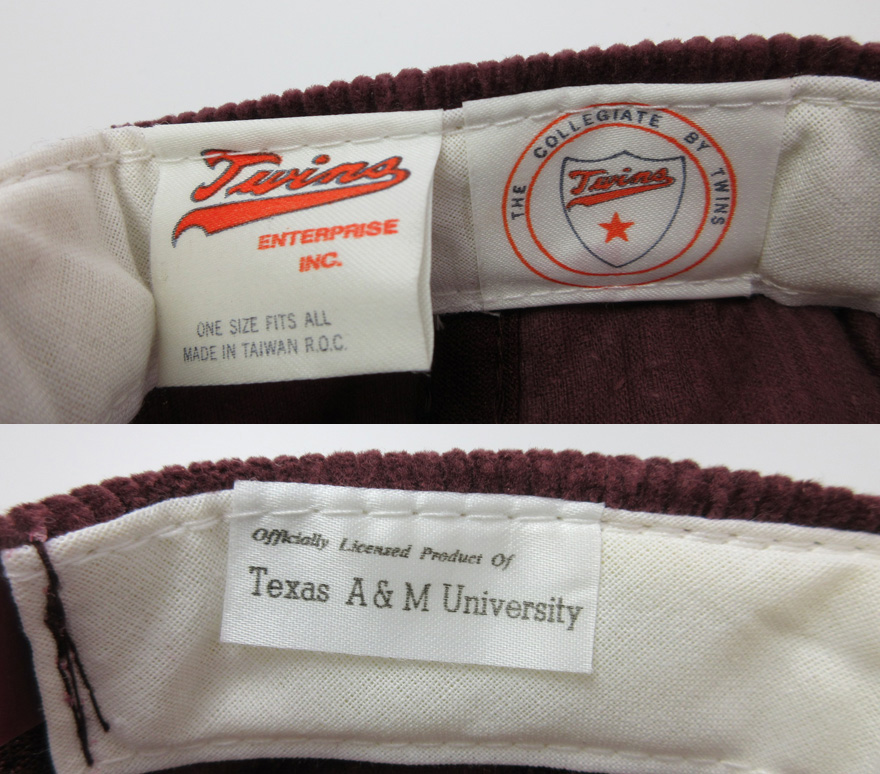 Twins
ENTERPRISE
INC.
ONE SIZE FITS ALL
MADE IN TAIWAN R.O.C.
THE COLLEGIATE BY TWINS
Twins
Officially Licensed Product Of
Texas A & M University